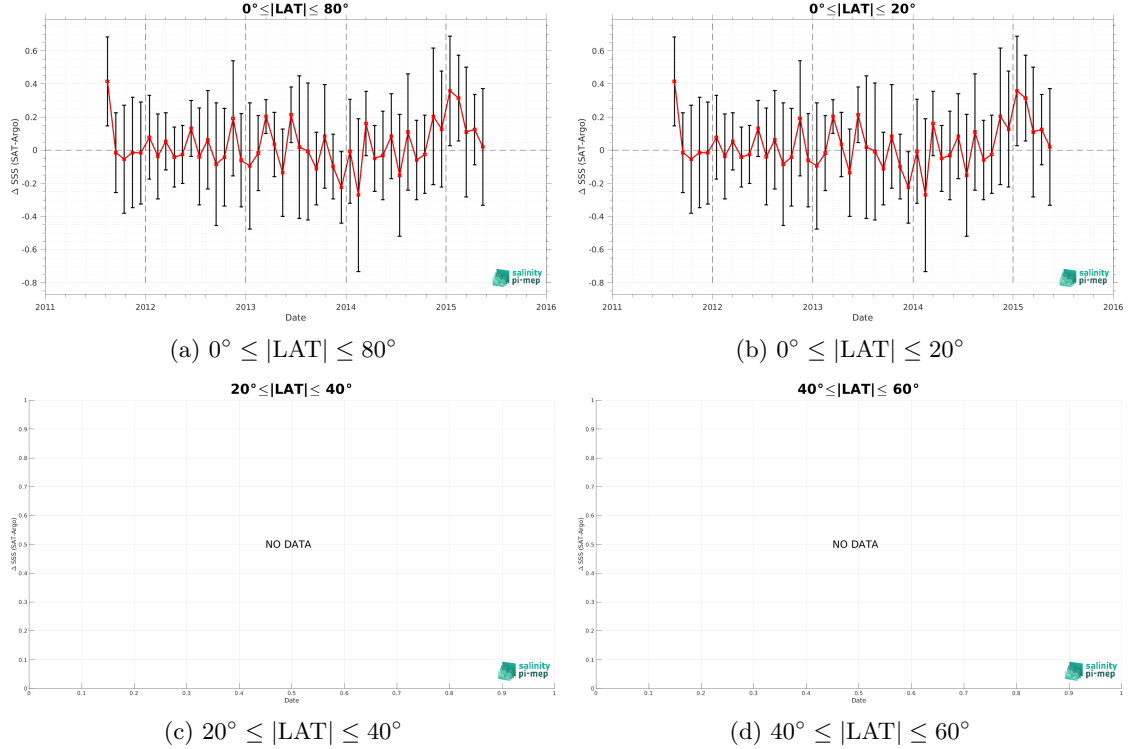 0°≤|LAT|≤ 80°
Δ SSS (SAT-Argo)
0.6
0.4
0.2
0
-0.2
-0.4
-0.6
-0.8
2011 2012 2013 2014 2015 2016
Date
salinity
pi-mep
(a) 0° ≤ |LAT| ≤ 80°
0°≤|LAT|≤ 20°
Δ SSS (SAT-Argo)
0.6
0.4
0.2
0
-0.2
-0.4
-0.6
-0.8
2011 2012 2013 2014 2015 2016
Date
salinity
pi-mep
(b) 0° ≤ |LAT| ≤ 20°
20°≤|LAT|≤ 40°
Δ SSS (SAT-Argo)
1
0.9
0.8
0.7
0.6
0.5
0.4
0.3
0.2
0.1
0
NO DATA
0 0.1 0.2 0.3 0.4 0.5 0.6 0.7 0.8 0.9 1
Date
salinity
pi-mep
(c) 20° ≤ |LAT| ≤ 40°
40°≤|LAT|≤ 60°
Δ SSS (SAT-Argo)
1
0.9
0.8
0.7
0.6
0.5
0.4
0.3
0.2
0.1
0
NO DATA
0 0.1 0.2 0.3 0.4 0.5 0.6 0.7 0.8 0.9 1
Date
salinity
pi-mep
(d) 40° ≤ |LAT| ≤ 60°